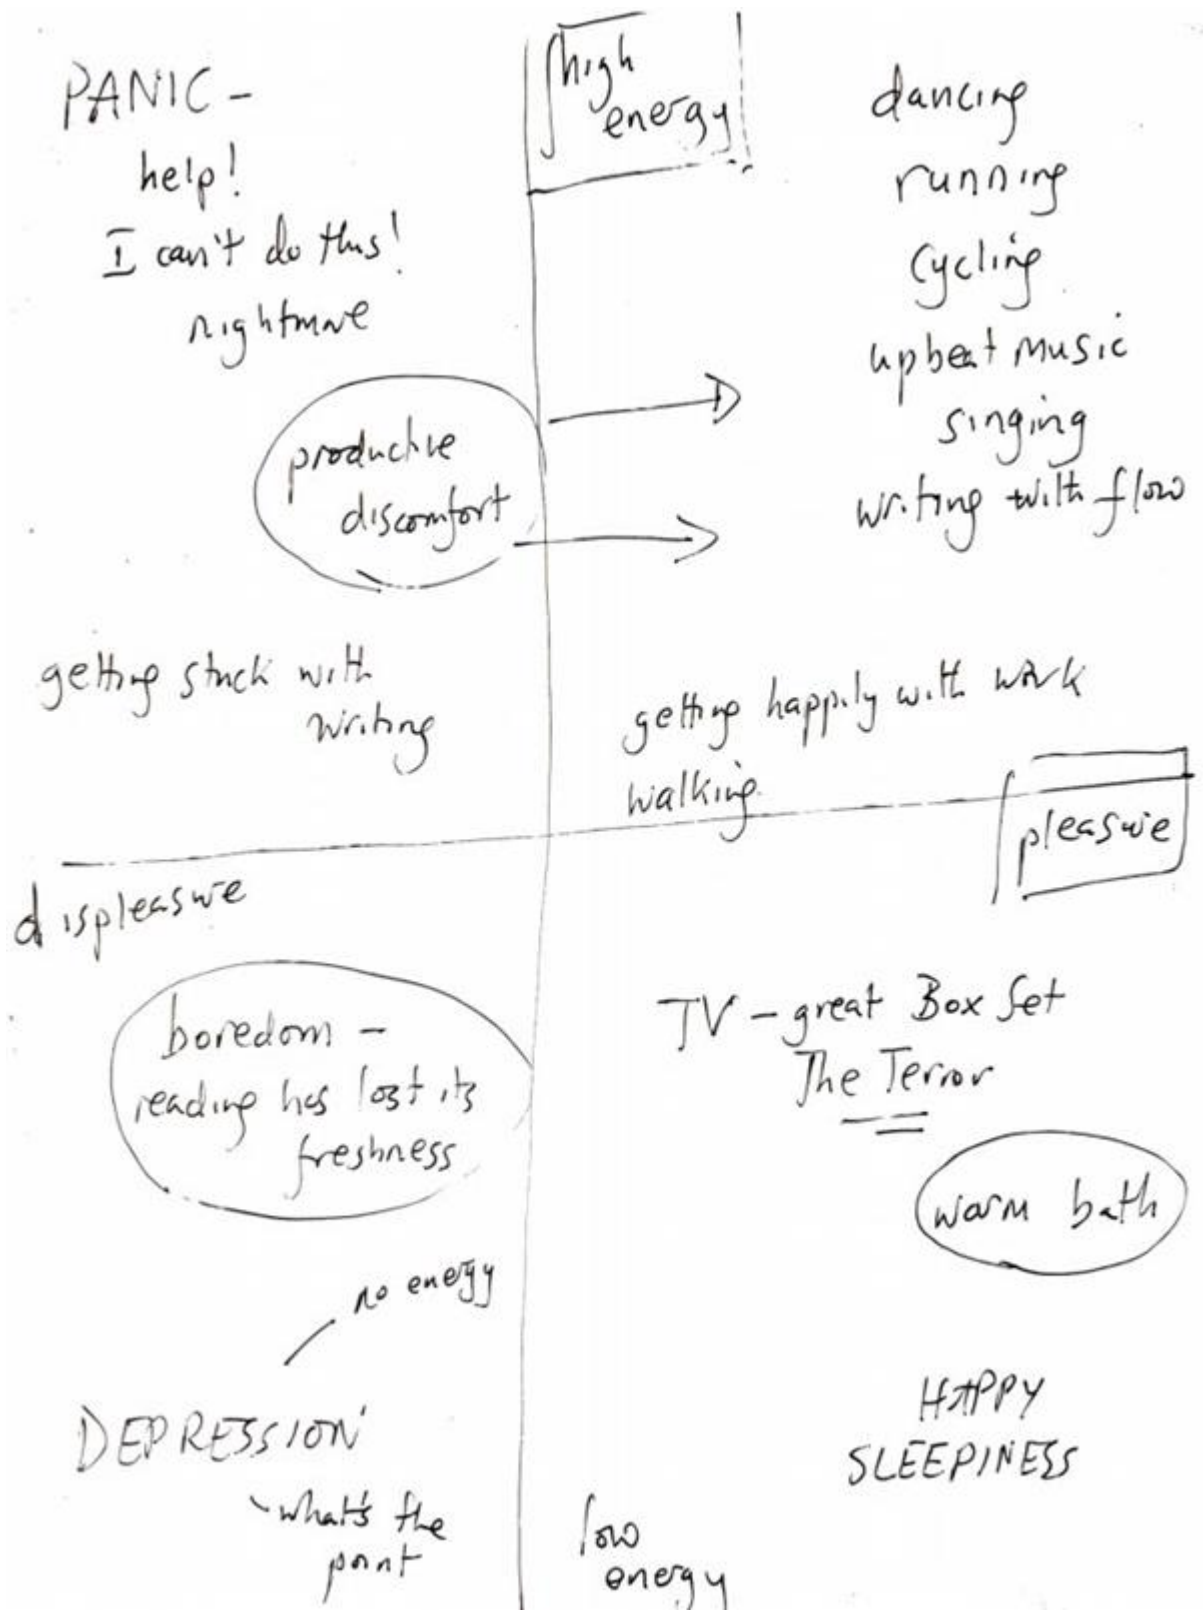 PANIC -
help!
I can't do this!
nightmare
high
energy
dancing
running
cycling
upbeat music
singing
writing with flow
productive
discomfort
getting stuck with
writing
getting happily with work
walking
pleasure
displeasure
boredom -
reading has lost its
freshness
TV - great Box Set
The Terror
warm bath
no energy
DEPRESSION
- what's the
point
HAPPY
SLEEPINESS
low
energy